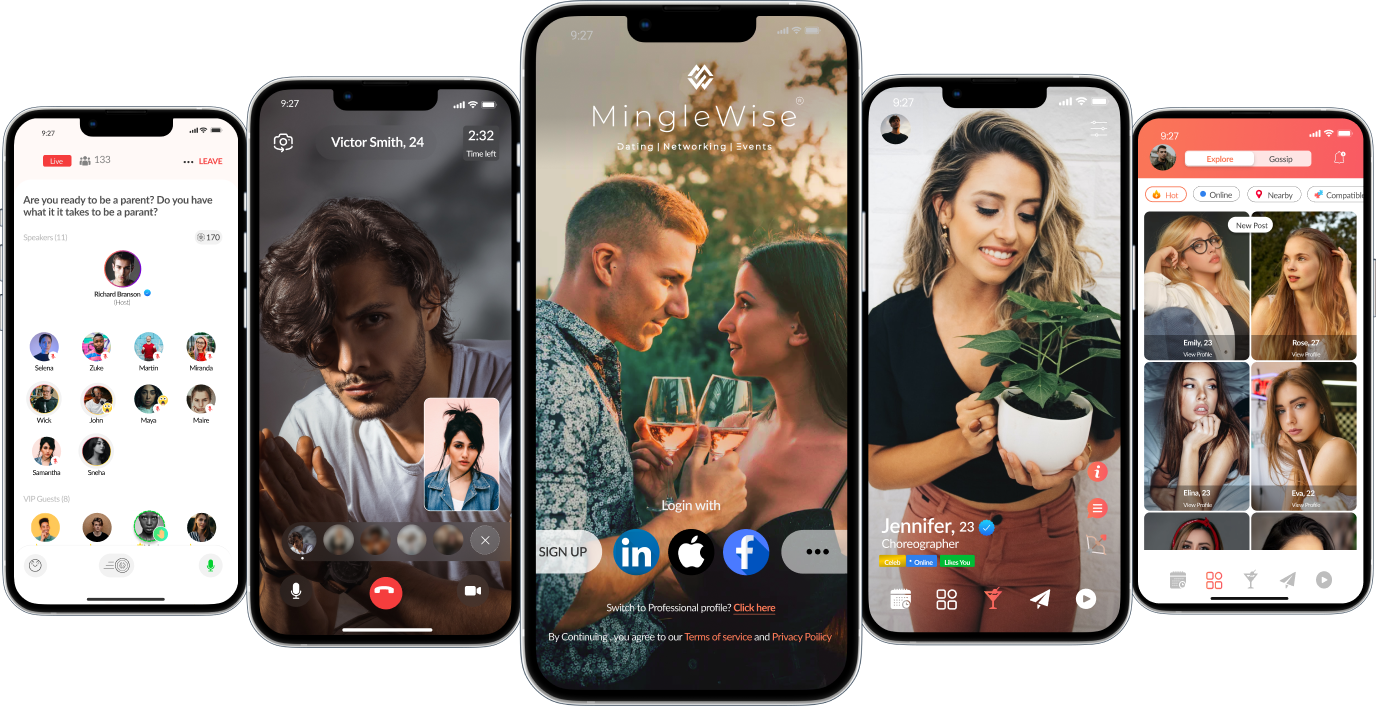 9:27
Live
133
LEAVE
Are you ready to be a parent? Do you have
what it it takes to be a parant?
Speakers (11)
170
Richard Branson
(Host)
Selena
Zuke
Martin
Miranda
Wick
John
Maya
Maire
Samantha
Sneha
VIP Guests (8)
9:27
Victor Smith, 24
2:32
Time left
9:27
MingleWise
Dating | Networking | Events
Login with
SIGN UP
in
f
Switch to Professional profile? Click here
By Continuing , you agree to our Terms of service and Privacy Poilicy
9:27
Jennifer, 23
Choreographer
Celeb
Online
Likes You
9:27
Explore
Gossip
Hot
Online
Nearby
Compatible
New Post
Emily, 23
View Profile
Rose, 27
View Profile
Elina, 23
View Profile
Eva, 22
View Profile